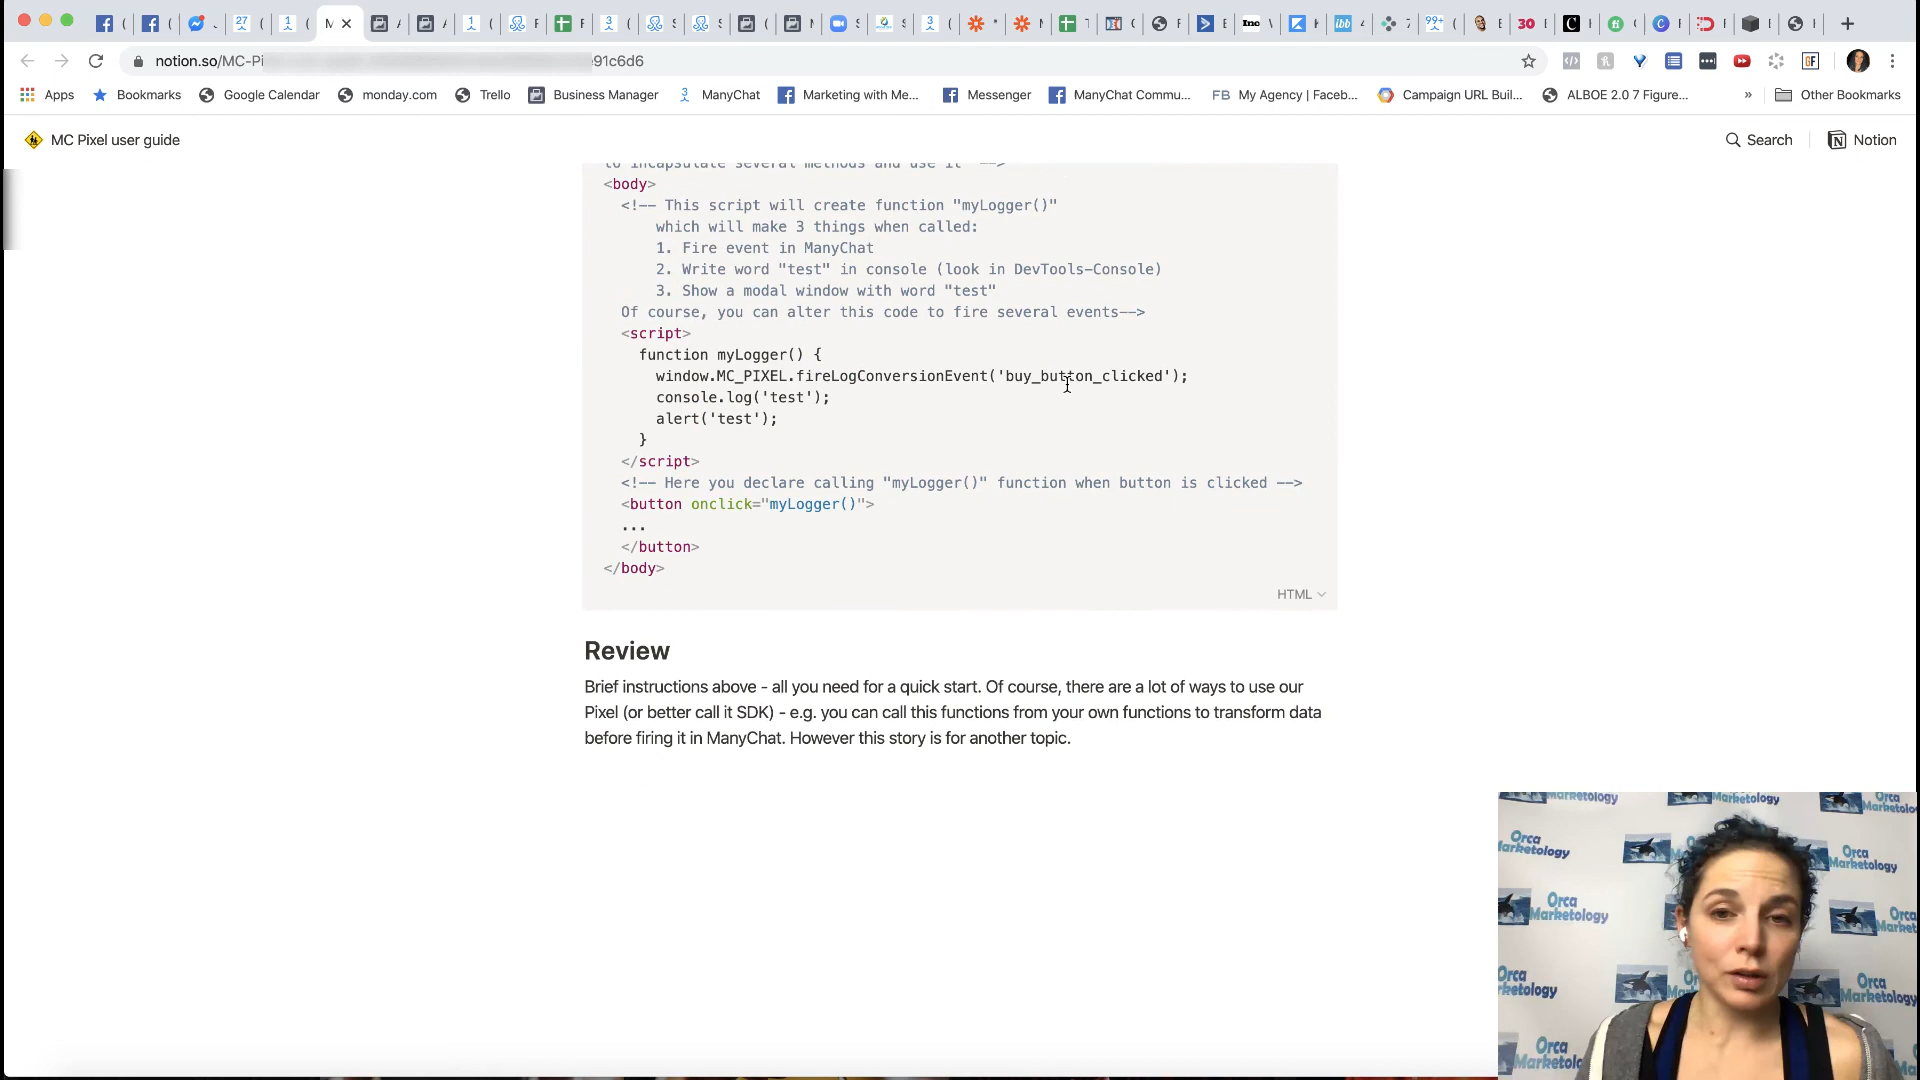 notion.so/MC-Pi
e91c6d6
Apps
Bookmarks
Google Calendar
monday.com
Trello
Business Manager
ManyChat
Marketing with Me...
Messenger
ManyChat Commu...
FB My Agency | Faceb...
Campaign URL Buil...
ALBOE 2.0 7 Figure...
»
Other Bookmarks
MC Pixel user guide
Search
Notion
to incapsulate several methods and use it -->
<body>
<!-- This script will create function "myLogger()"
which will make 3 things when called:
1. Fire event in ManyChat
2. Write word "test" in console (look in DevTools-Console)
3. Show a modal window with word "test"
Of course, you can alter this code to fire several events-->
<script>
function myLogger() {
window.MC_PIXEL.fireLogConversionEvent('buy_button_clicked');
console.log('test');
alert('test');
}
</script>
<!-- Here you declare calling "myLogger()" function when button is clicked -->
<button onclick="myLogger()">
...
</button>
</body>
HTML
Review
Brief instructions above - all you need for a quick start. Of course, there are a lot of ways to use our
Pixel (or better call it SDK) - e.g. you can call this functions from your own functions to transform data
before firing it in ManyChat. However this story is for another topic.
Orca
Marketology